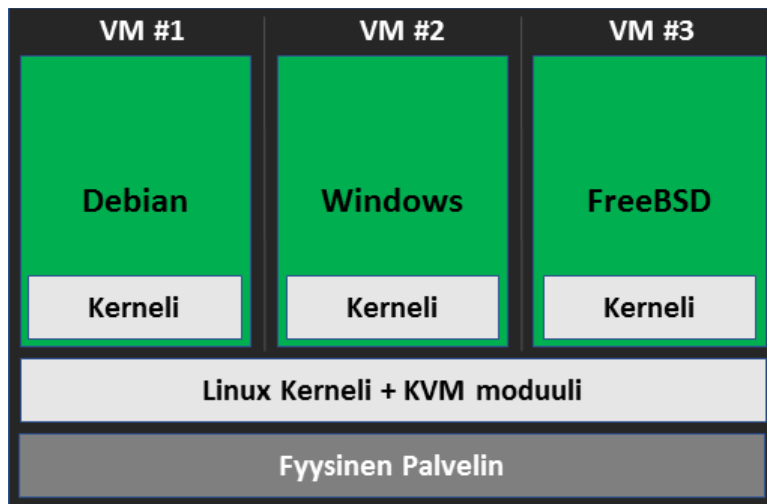 VM #1
VM #2
VM #3
Debian
Windows
FreeBSD
Kerneli
Kerneli
Kerneli
Linux Kerneli + KVM moduuli
Fyysinen Palvelin